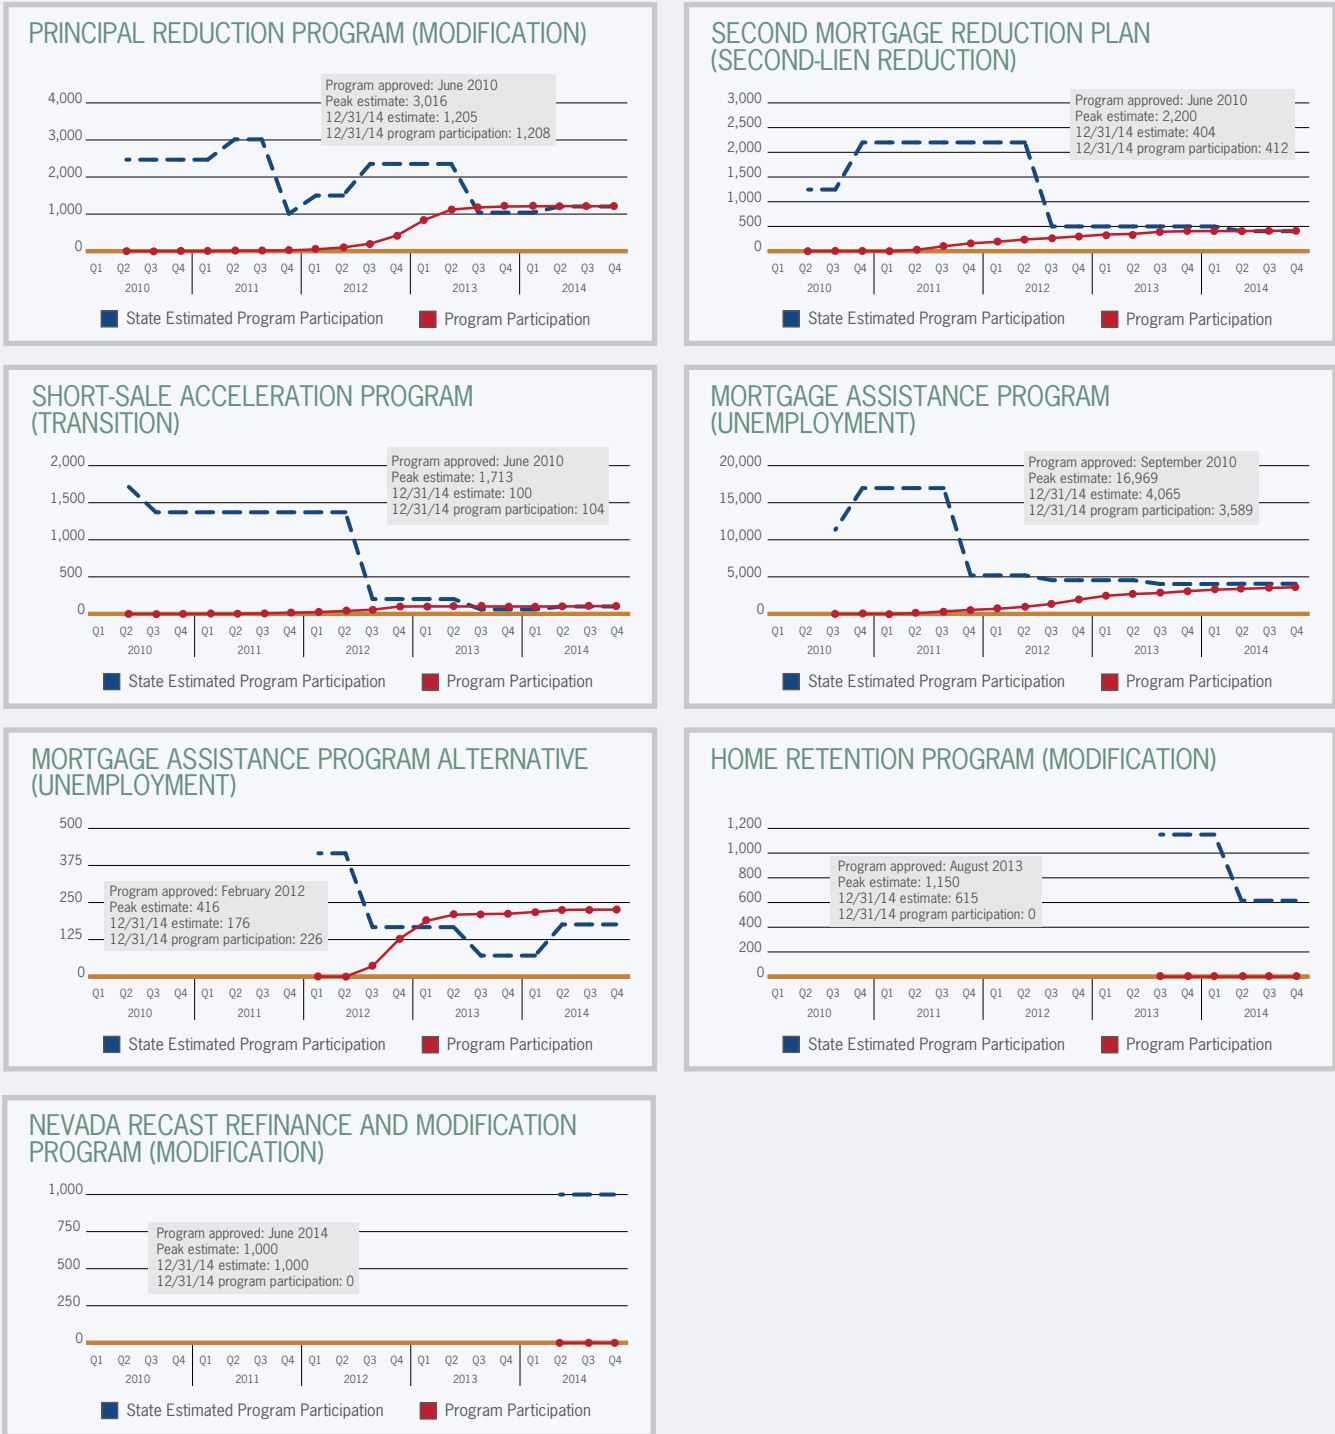 PRINCIPAL REDUCTION PROGRAM (MODIFICATION)
Program approved: June 2010
Peak estimate: 3,016
12/31/14 estimate: 1,205
12/31/14 program participation: 1,208
4,000
3,000
2,000
1,000
0
Q1 Q2 Q3 Q4 Q1 Q2 Q3 Q4 Q1 Q2 Q3 Q4 Q1 Q2 Q3 Q4 Q1 Q2 Q3 Q4
2010 2011 2012 2013 2014
State Estimated Program Participation Program Participation
SECOND MORTGAGE REDUCTION PLAN
(SECOND-LIEN REDUCTION)
Program approved: June 2010
Peak estimate: 2,200
12/31/14 estimate: 404
12/31/14 program participation: 412
3,000
2,500
2,000
1,500
1,000
500
0
Q1 Q2 Q3 Q4 Q1 Q2 Q3 Q4 Q1 Q2 Q3 Q4 Q1 Q2 Q3 Q4 Q1 Q2 Q3 Q4
2010 2011 2012 2013 2014
State Estimated Program Participation Program Participation
SHORT-SALE ACCELERATION PROGRAM
(TRANSITION)
Program approved: June 2010
Peak estimate: 1,713
12/31/14 estimate: 100
12/31/14 program participation: 104
2,000
1,500
1,000
500
0
Q1 Q2 Q3 Q4 Q1 Q2 Q3 Q4 Q1 Q2 Q3 Q4 Q1 Q2 Q3 Q4 Q1 Q2 Q3 Q4
2010 2011 2012 2013 2014
State Estimated Program Participation Program Participation
MORTGAGE ASSISTANCE PROGRAM
(UNEMPLOYMENT)
Program approved: September 2010
Peak estimate: 16,969
12/31/14 estimate: 4,065
12/31/14 program participation: 3,589
20,000
15,000
10,000
5,000
0
Q1 Q2 Q3 Q4 Q1 Q2 Q3 Q4 Q1 Q2 Q3 Q4 Q1 Q2 Q3 Q4 Q1 Q2 Q3 Q4
2010 2011 2012 2013 2014
State Estimated Program Participation Program Participation
MORTGAGE ASSISTANCE PROGRAM ALTERNATIVE
(UNEMPLOYMENT)
500
375
250
125
0
Program approved: February 2012
Peak estimate: 416
12/31/14 estimate: 176
12/31/14 program participation: 226
Q1 Q2 Q3 Q4 Q1 Q2 Q3 Q4 Q1 Q2 Q3 Q4 Q1 Q2 Q3 Q4 Q1 Q2 Q3 Q4
2010 2011 2012 2013 2014
State Estimated Program Participation Program Participation
HOME RETENTION PROGRAM (MODIFICATION)
1,200
1,000
800
600
400
200
0
Program approved: August 2013
Peak estimate: 1,150
12/31/14 estimate: 615
12/31/14 program participation: 0
Q1 Q2 Q3 Q4 Q1 Q2 Q3 Q4 Q1 Q2 Q3 Q4 Q1 Q2 Q3 Q4 Q1 Q2 Q3 Q4
2010 2011 2012 2013 2014
State Estimated Program Participation Program Participation
NEVADA RECAST REFINANCE AND MODIFICATION
PROGRAM (MODIFICATION)
1,000
750
500
250
0
Program approved: June 2014
Peak estimate: 1,000
12/31/14 estimate: 1,000
12/31/14 program participation: 0
Q1 Q2 Q3 Q4 Q1 Q2 Q3 Q4 Q1 Q2 Q3 Q4 Q1 Q2 Q3 Q4 Q1 Q2 Q3 Q4
2010 2011 2012 2013 2014
State Estimated Program Participation Program Participation